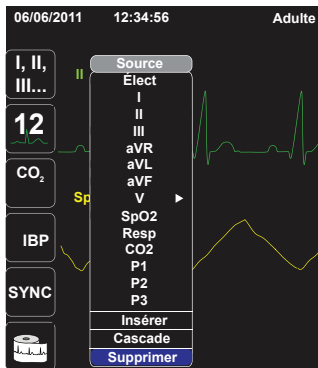 06/06/2011 12:34:56 Adulte
I, II,
III...
II
12
CO2
Sp
IBP
SYNC
Source
Élect
I
II
III
aVR
aVL
aVF
V
SpO2
Resp
CO2
P1
P2
P3
Insérer
Cascade
Supprimer